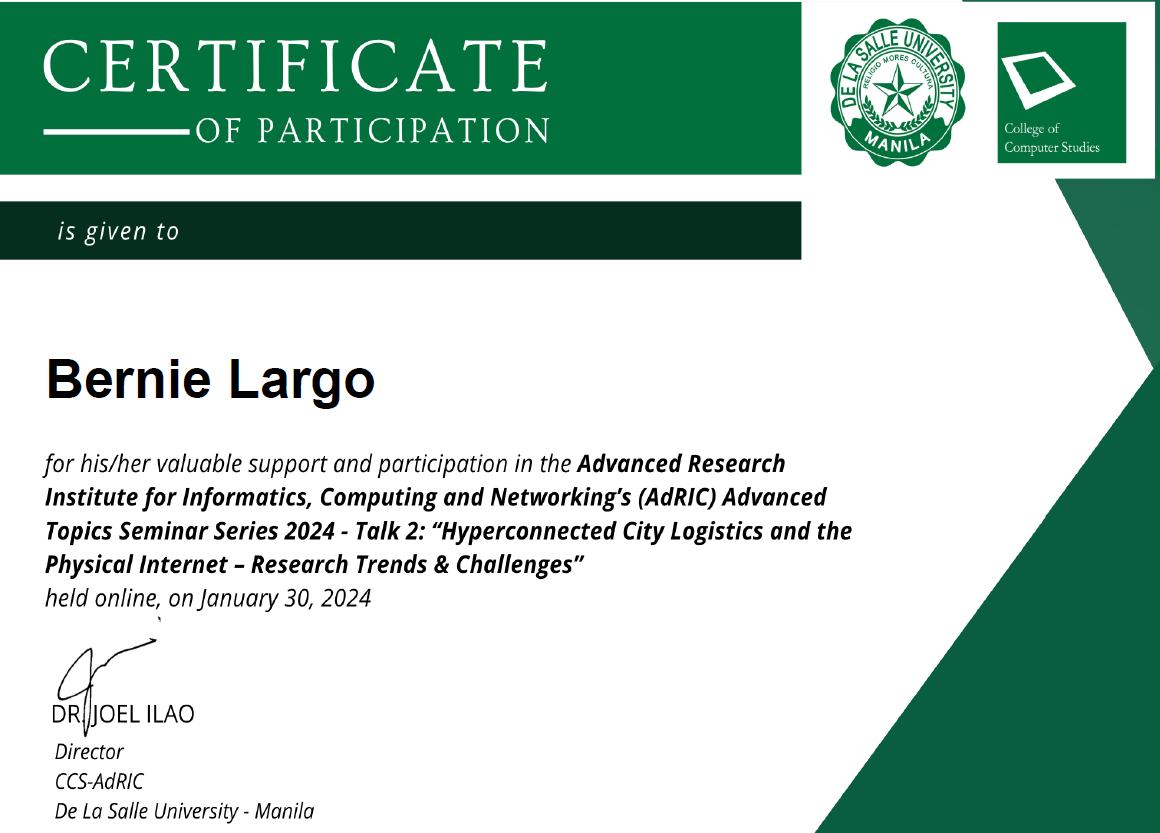 CERTIFICATE
OF PARTICIPATION
DE LA SALLE UNIVERSITY
RELIGIO MORES CULTURA
MANILA
College of
Computer Studies
is given to
Bernie Largo
for his/her valuable support and participation in the Advanced Research
Institute for Informatics, Computing and Networking’s (AdRIC) Advanced
Topics Seminar Series 2024 - Talk 2: “Hyperconnected City Logistics and the
Physical Internet – Research Trends & Challenges”
held online, on January 30, 2024
DR. JOEL ILAO
Director
CCS-AdRIC
De La Salle University - Manila